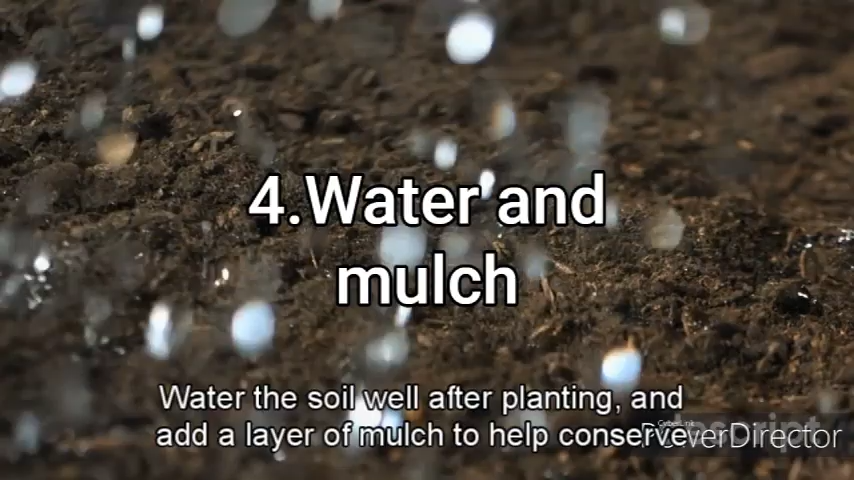 4.Water and
mulch
Water the soil well after planting, and
add a layer of mulch to help conserve
CyberLink
PowerDirector